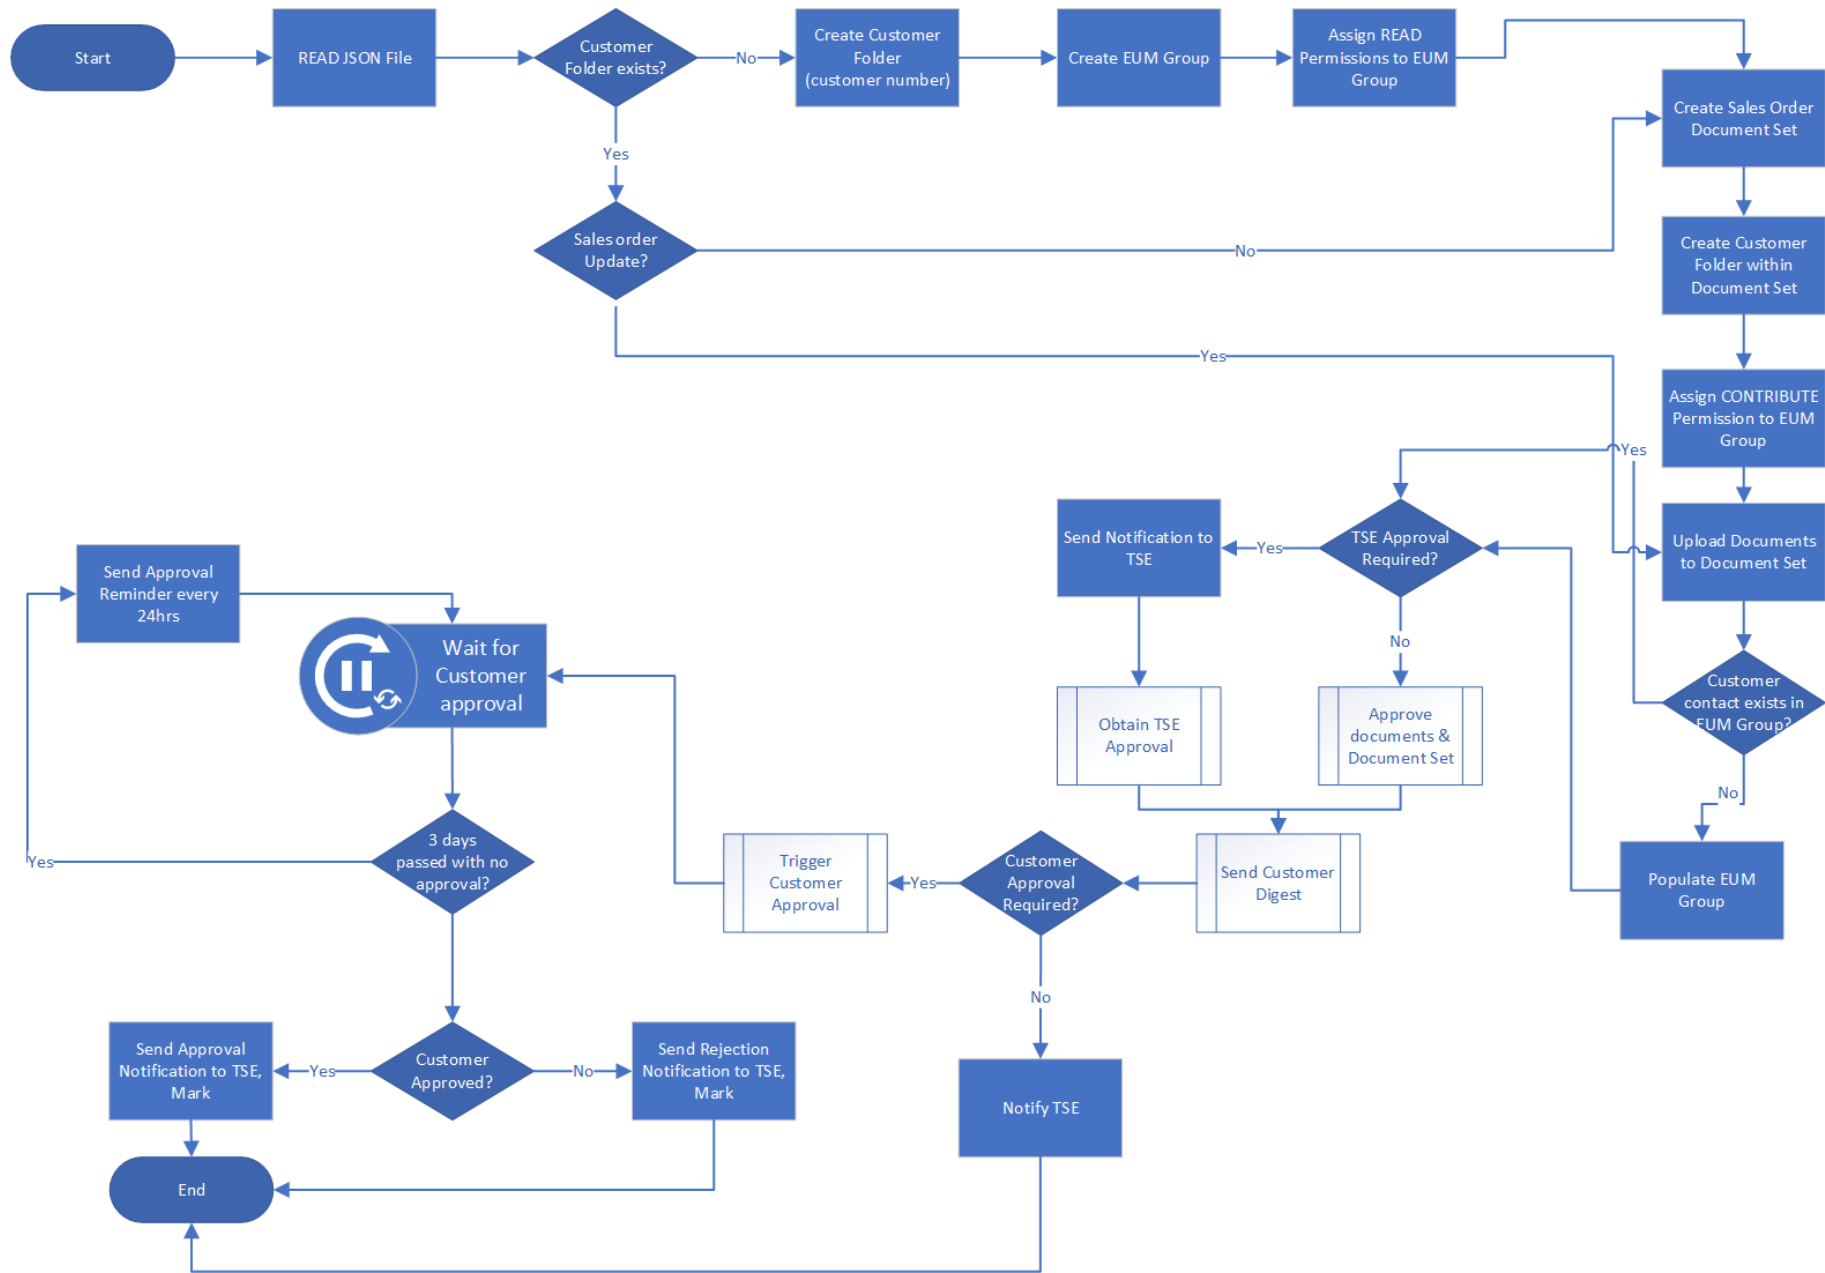 Start
READ JSON File
Customer
Folder exists?
No
Create Customer
Folder
(customer number)
Create EUM Group
Assign READ
Permissions to EUM
Group
Create Sales Order
Document Set
Yes
Sales order
Update?
No
Create Customer
Folder within
Document Set
Yes
Assign CONTRIBUTE
Permission to EUM
Group
Yes
Send Notification to
TSE
Yes
TSE Approval
Required?
Upload Documents
to Document Set
Send Approval
Reminder every
24hrs
No
Wait for
Customer
approval
Customer
contact exists in
EUM Group?
Obtain TSE
Approval
Approve
documents &
Document Set
No
3 days
passed with no
approval?
Yes
Trigger
Customer
Approval
Yes
Customer
Approval
Required?
Send Customer
Digest
Populate EUM
Group
No
Send Approval
Notification to TSE,
Mark
Yes
Customer
Approved?
No
Send Rejection
Notification to TSE,
Mark
Notify TSE
End